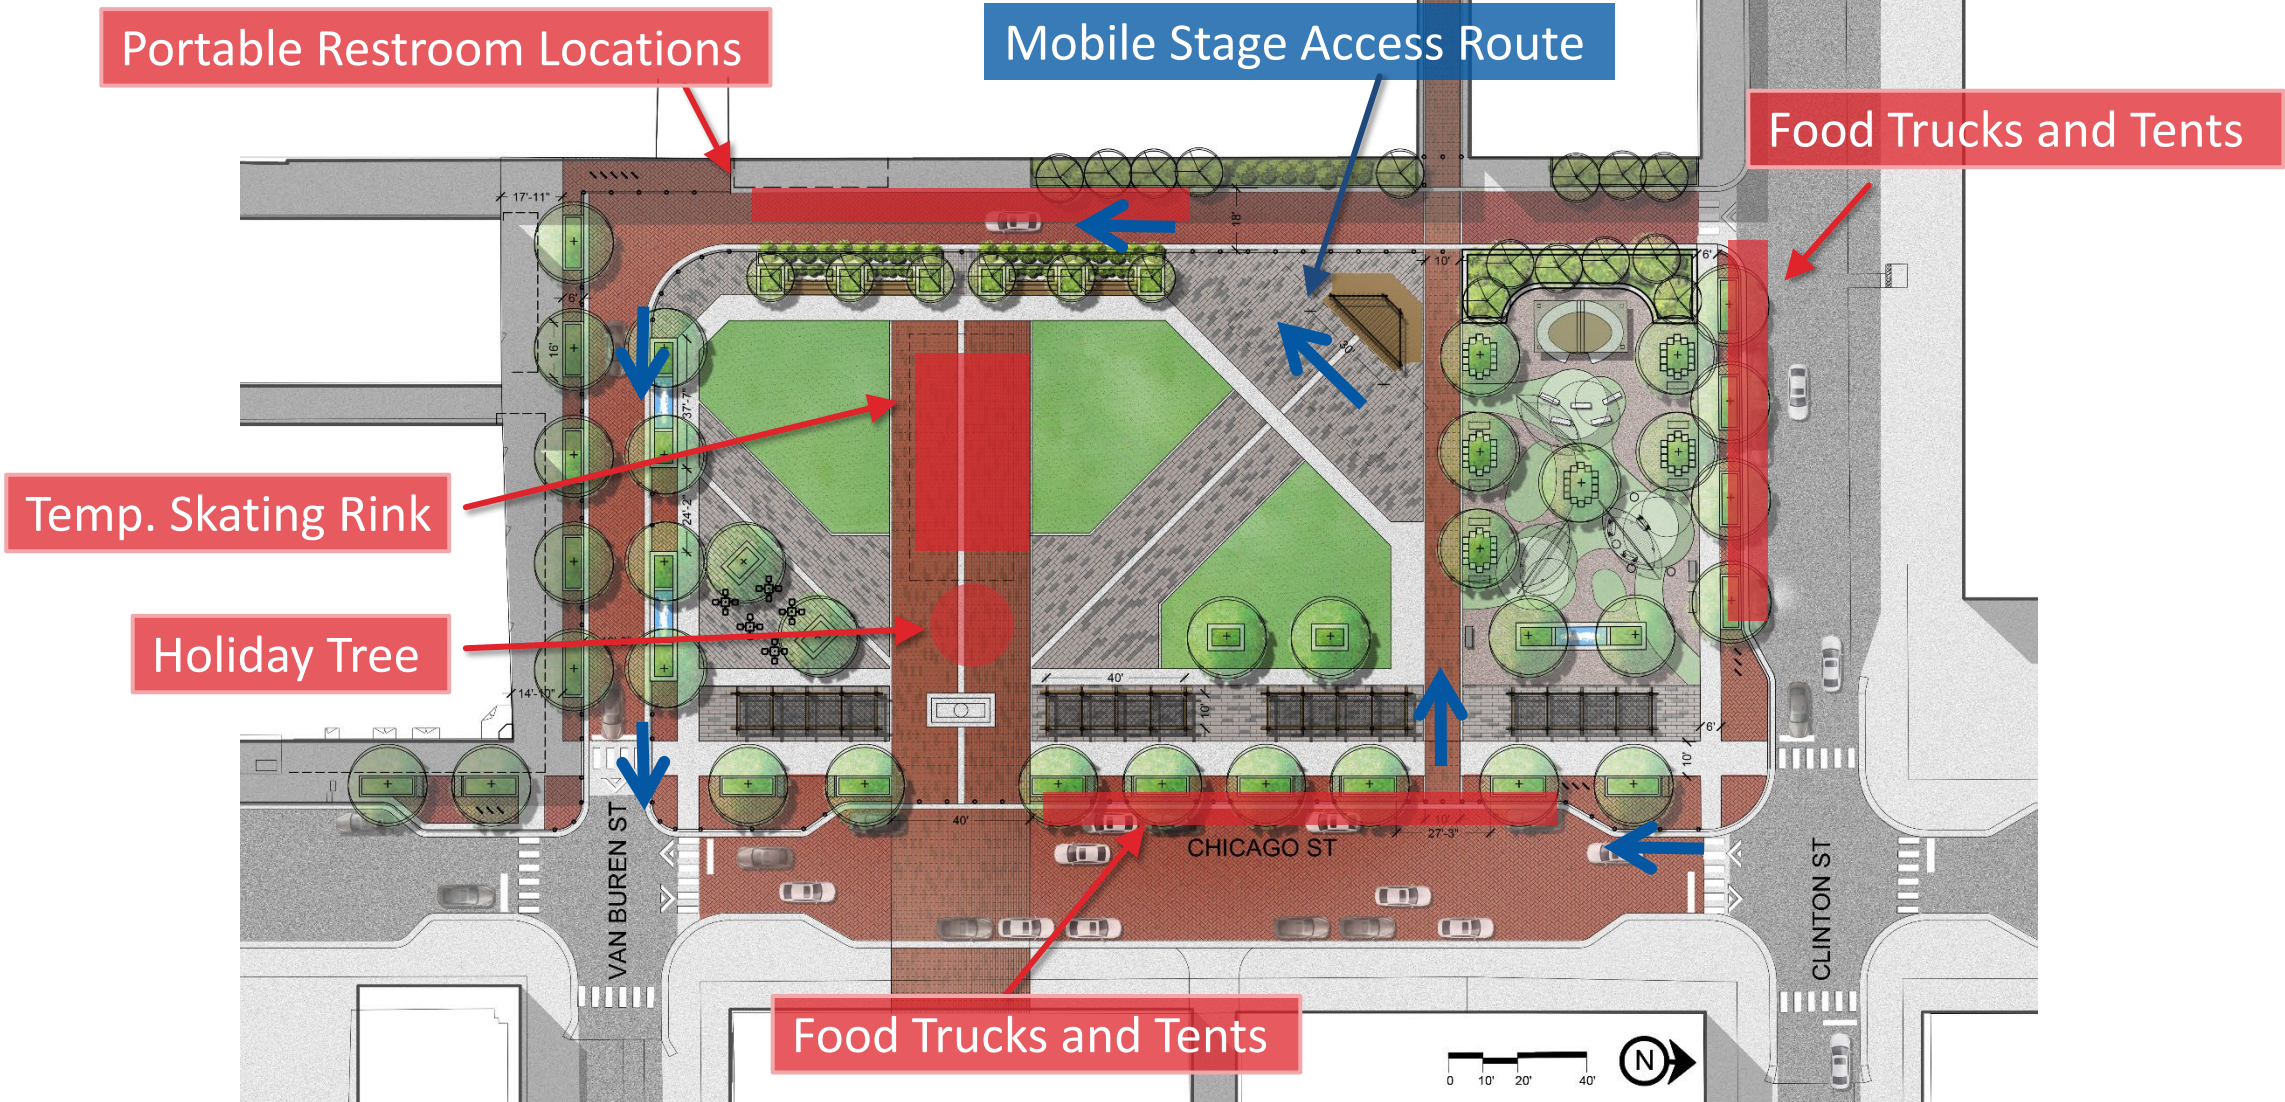 Portable Restroom Locations
Mobile Stage Access Route
Food Trucks and Tents
17'-11"
18'
10'
6'
6'
16'
30'
37'-7"
Temp. Skating Rink
24'-2"
Holiday Tree
14'-10"
40'
10'
6'
10'
40'
10'
27'-3"
CHICAGO ST
VAN BUREN ST
CLINTON ST
Food Trucks and Tents
N
0 10' 20' 40'